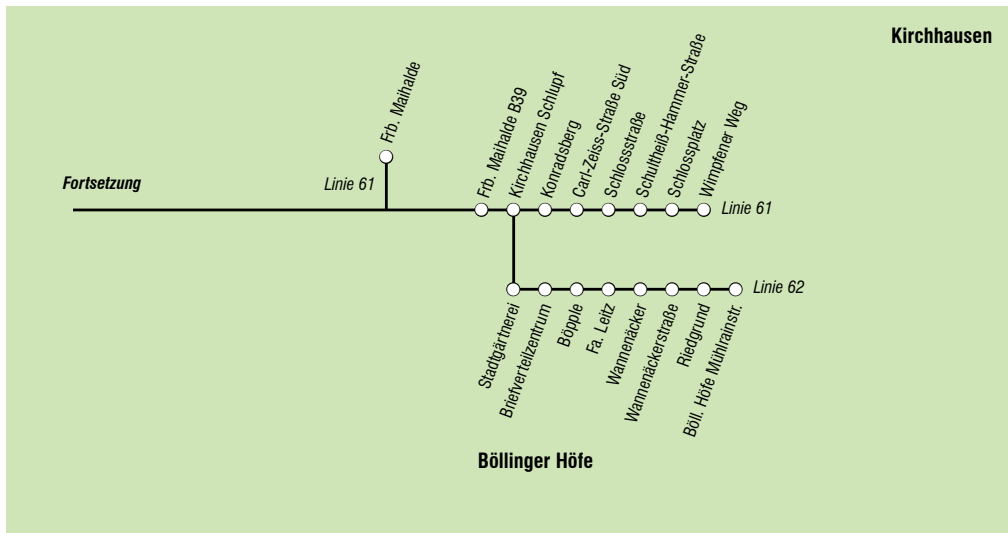 Kirchhausen
Frb. Maihalde
Fortsetzung
Linie 61
Frb. Maihalde B39
Kirchhausen Schlupf
Konradsberg
Carl-Zeiss-Straße Süd
Schlossstraße
Schultheiß-Hammer-Straße
Schlossplatz
Wimpfener Weg
Linie 61
Linie 62
Stadtgärtnerei
Briefverteilzentrum
Böpple
Fa. Leitz
Wannenäcker
Wannenäckerstraße
Riedgrund
Böll. Höfe Mühlrainstr.
Böllinger Höfe